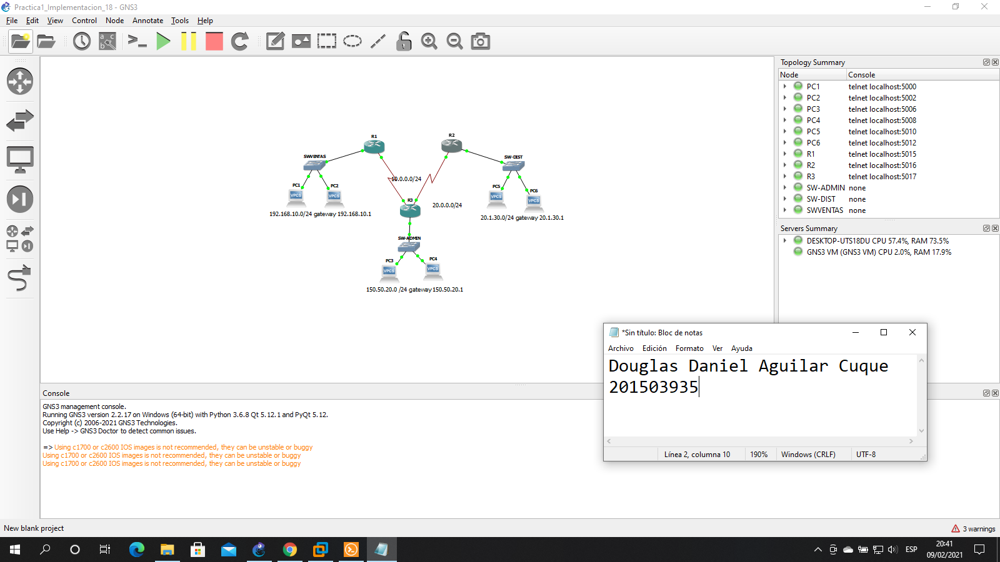 Practica1_Implementacion_18 - GNS3
File Edit View Control Node Annotate Tools Help
R1
R2
SWVENTAS
SW-DIST
10.0.0.0/24
PC1
PC2
PC5
PC6
VPCS
VPCS
VPCS
VPCS
R3
20.0.0.0/24
192.168.10.0/24 gateway 192.168.10.1
20.1.30.0/24 gateway 20.1.30.1
SW-ADMIN
PC3
PC4
VPCS
VPCS
150.50.20.0 /24 gateway 150.50.20.1
Topology Summary
Node Console
PC1 telnet localhost:5000
PC2 telnet localhost:5002
PC3 telnet localhost:5006
PC4 telnet localhost:5008
PC5 telnet localhost:5010
PC6 telnet localhost:5012
R1 telnet localhost:5015
R2 telnet localhost:5016
R3 telnet localhost:5017
SW-ADMIN none
SW-DIST none
SWVENTAS none
Servers Summary
DESKTOP-UTS18DU CPU 57.4%, RAM 73.5%
GNS3 VM (GNS3 VM) CPU 2.0%, RAM 17.9%
*Sin título: Bloc de notas
Archivo Edición Formato Ver Ayuda
Douglas Daniel Aguilar Cuque
201503935
Línea 2, columna 10 190% Windows (CRLF) UTF-8
Console
GNS3 management console.
Running GNS3 version 2.2.17 on Windows (64-bit) with Python 3.6.8 Qt 5.12.1 and PyQt 5.12.
Copyright (c) 2006-2021 GNS3 Technologies.
Use Help -> GNS3 Doctor to detect common issues.
=> Using c1700 or c2600 IOS images is not recommended, they can be unstable or buggy
Using c1700 or c2600 IOS images is not recommended, they can be unstable or buggy
Using c1700 or c2600 IOS images is not recommended, they can be unstable or buggy
New blank project
3 warnings
ESP
20:41
09/02/2021